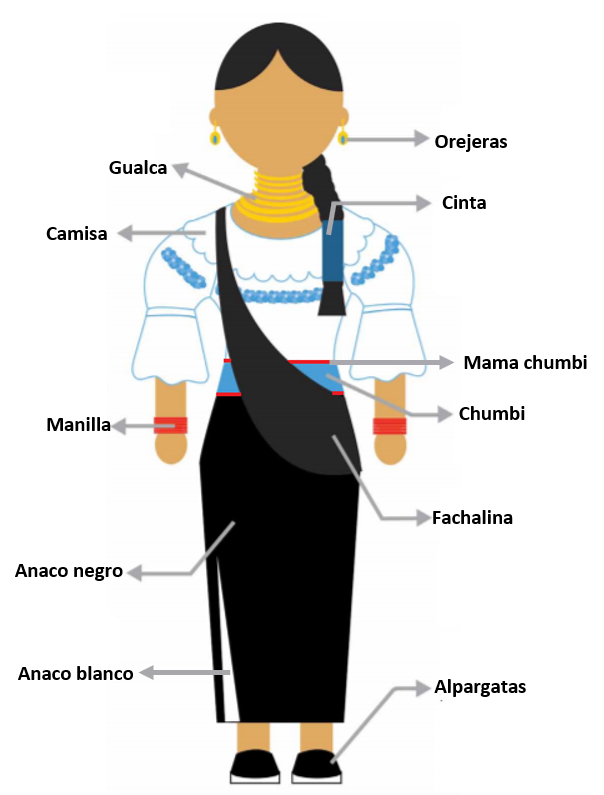 Orejeras
Gualca
Cinta
Camisa
Mama chumbi
Chumbi
Manilla
Fachalina
Anaco negro
Anaco blanco
Alpargatas